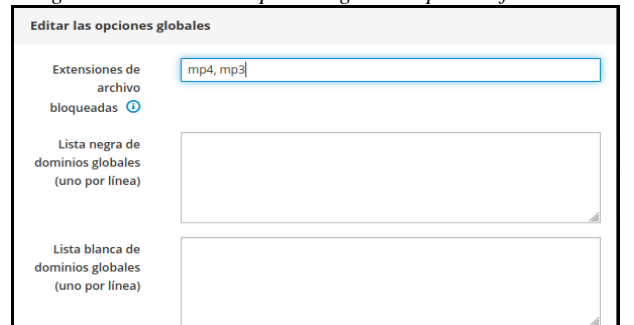 Editar las opciones globales
Extensiones de
archivo
bloqueadas
mp4, mp3
Lista negra de
dominios globales
(uno por línea)
Lista blanca de
dominios globales
(uno por línea)